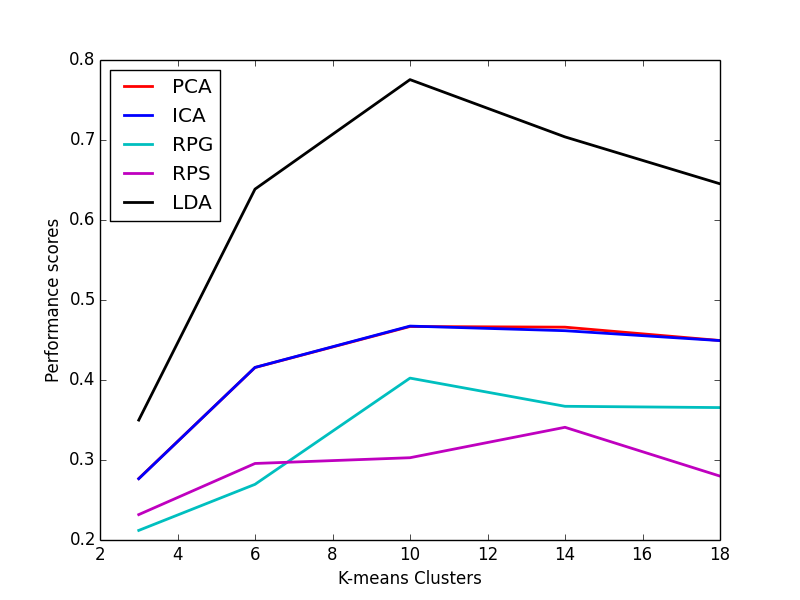 0.8
0.7
0.6
0.5
0.4
0.3
0.2
Performance scores
PCA
ICA
RPG
RPS
LDA
2 4 6 8 10 12 14 16 18
K-means Clusters